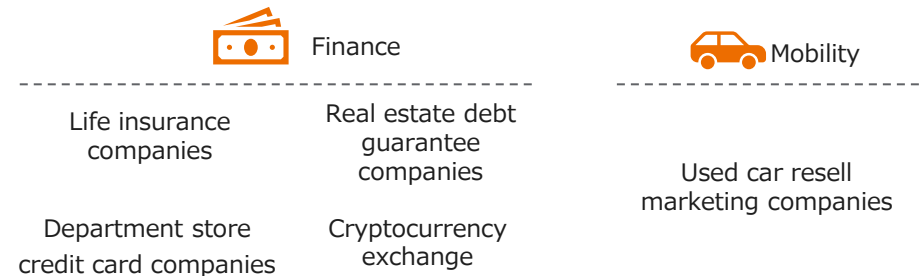 Finance
Life insurance
companies
Real estate debt
guarantee
companies
Department store
credit card companies
Cryptocurrency
exchange
Mobility
Used car resell
marketing companies